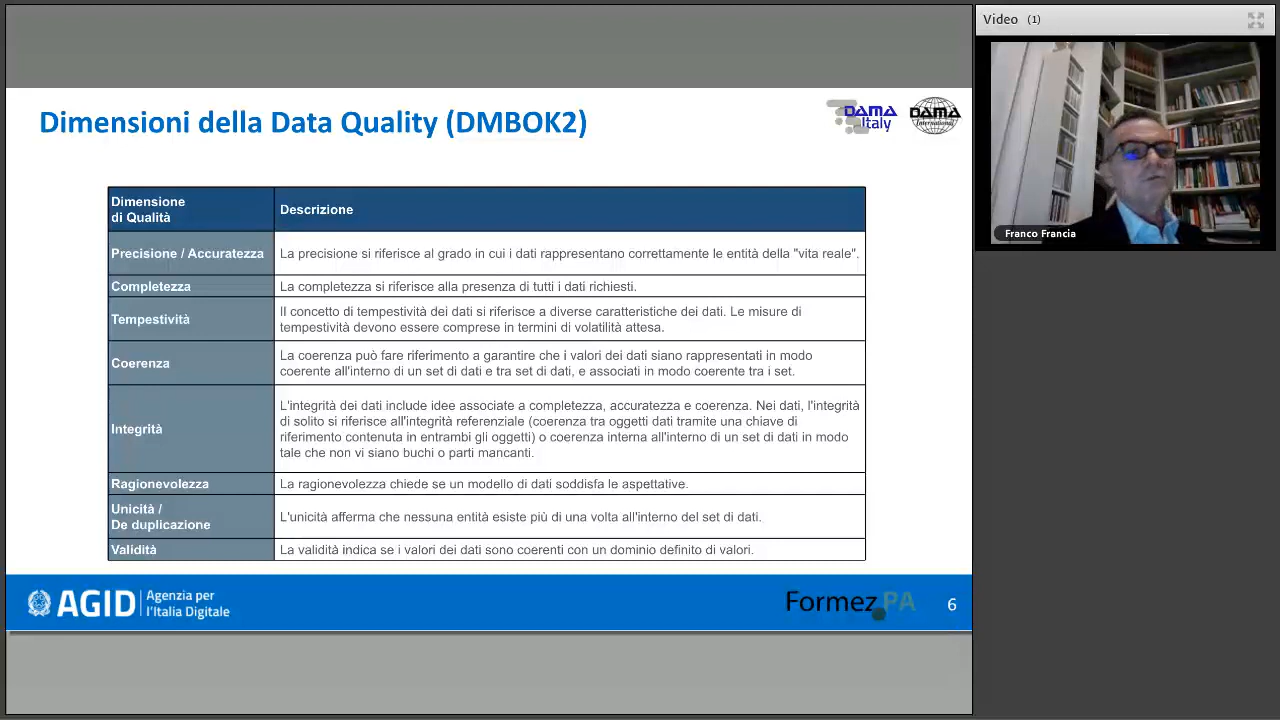 Dimensioni della Data Quality (DMBOK2)
DAMA
Italy
DAMA
International
Dimensione
di Qualità
Descrizione
Precisione / Accuratezza
La precisione si riferisce al grado in cui i dati rappresentano correttamente le entità della "vita reale".
Completezza
La completezza si riferisce alla presenza di tutti i dati richiesti.
Tempestività
Il concetto di tempestività dei dati si riferisce a diverse caratteristiche dei dati. Le misure di
tempestività devono essere comprese in termini di volatilità attesa.
Coerenza
La coerenza può fare riferimento a garantire che i valori dei dati siano rappresentati in modo
coerente all'interno di un set di dati e tra set di dati, e associati in modo coerente tra i set.
Integrità
L'integrità dei dati include idee associate a completezza, accuratezza e coerenza. Nei dati, l'integrità
di solito si riferisce all'integrità referenziale (coerenza tra oggetti dati tramite una chiave di
riferimento contenuta in entrambi gli oggetti) o coerenza interna all'interno di un set di dati in modo
tale che non vi siano buchi o parti mancanti.
Ragionevolezza
La ragionevolezza chiede se un modello di dati soddisfa le aspettative.
Unicità /
De duplicazione
L'unicità afferma che nessuna entità esiste più di una volta all'interno del set di dati.
Validità
La validità indica se i valori dei dati sono coerenti con un dominio definito di valori.
AGID
Agenzia per
l'Italia Digitale
Formez PA
6
Video (1)
Franco Francia